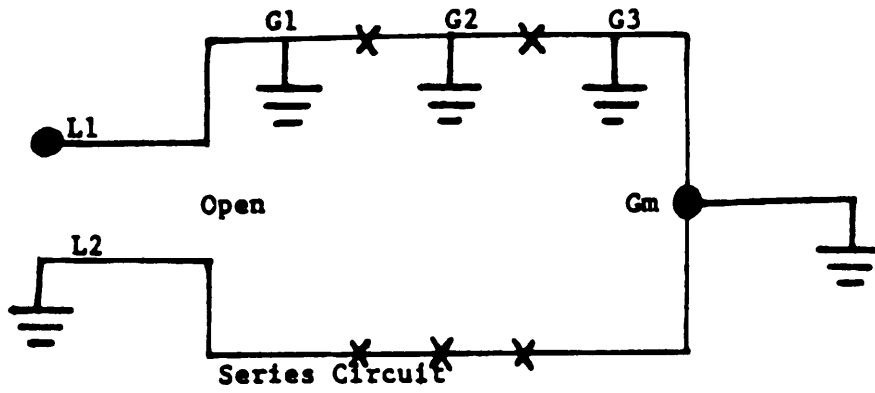 G1 G2 G3
L1
Open Gm
L2
Series Circuit